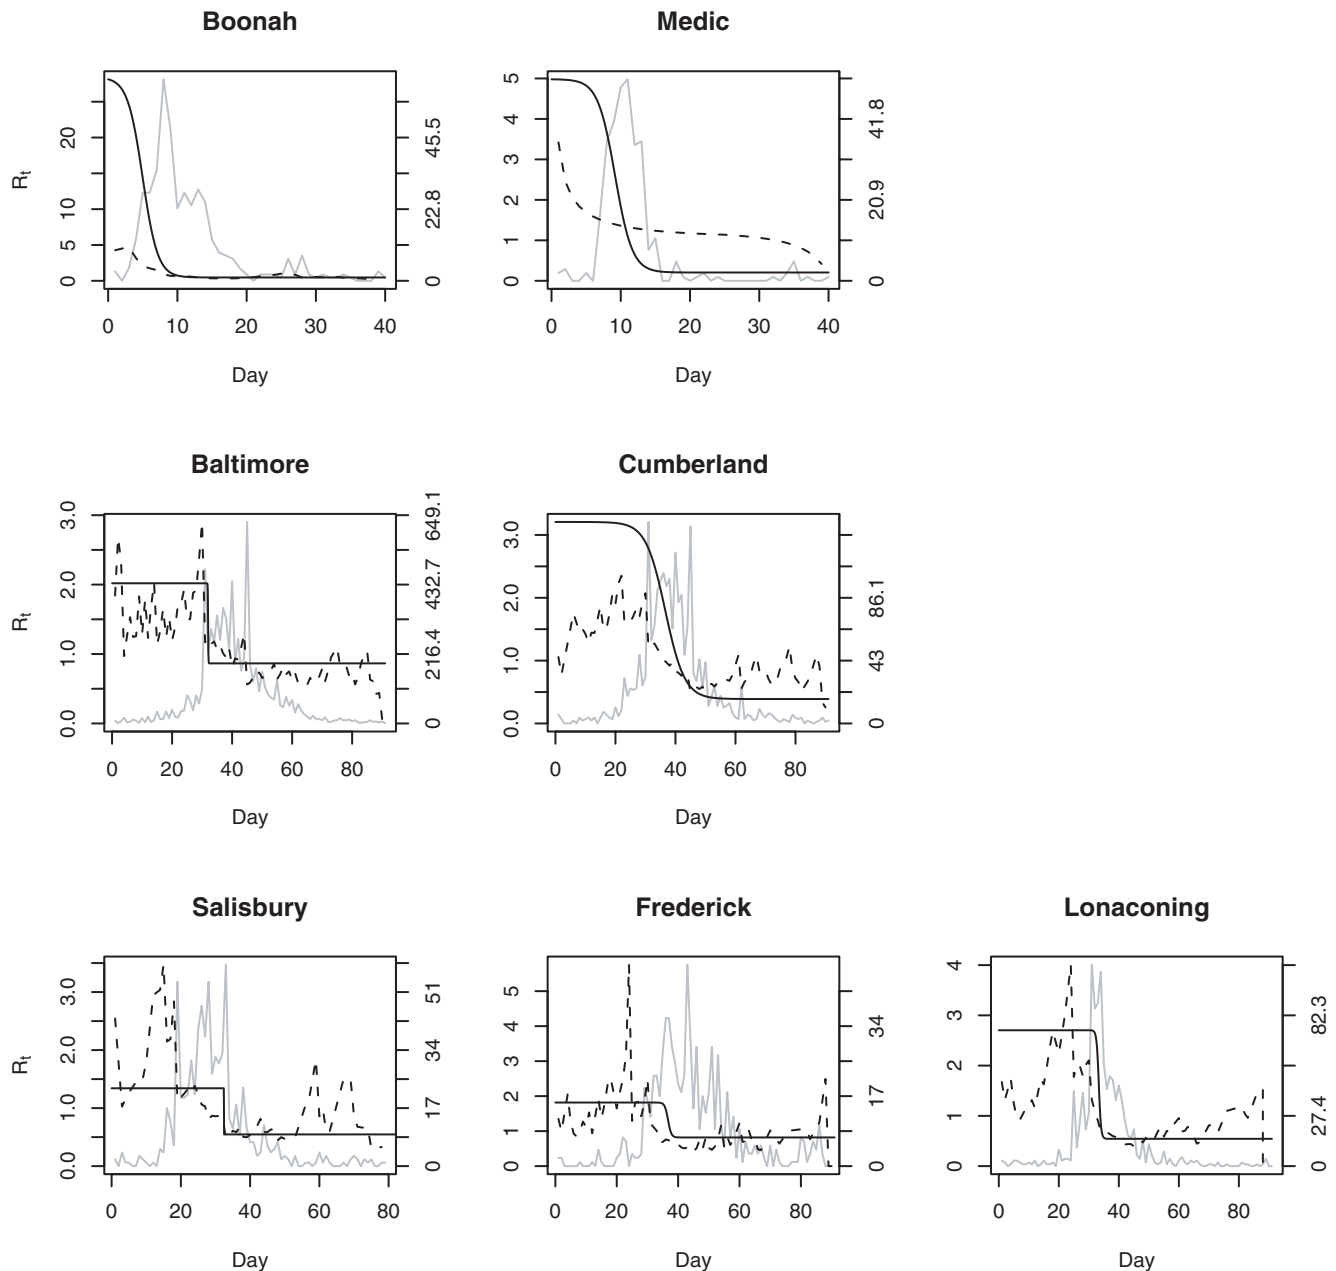 Boonah
Medic
R_t
0 5 10 20
0 22.8 45.5
0 1 2 3 4 5
0 20.9 41.8
0 10 20 30 40
0 10 20 30 40
Day
Day
Baltimore
Cumberland
R_t
0.0 1.0 2.0 3.0
0 216.4 432.7 649.1
0.0 1.0 2.0 3.0
0 43 86.1
0 20 40 60 80
0 20 40 60 80
Day
Day
Salisbury
Frederick
Lonaconing
R_t
0.0 1.0 2.0 3.0
0 17 34 51
0 1 2 3 4 5
0 17 34
0 1 2 3 4
0 27.4 82.3
0 20 40 60 80
0 20 40 60 80
0 20 40 60 80
Day
Day
Day